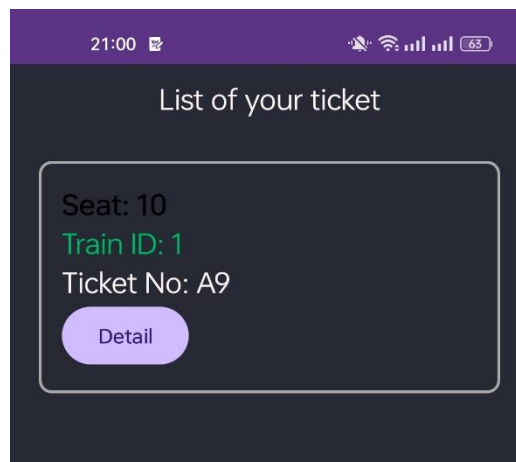 21:00
63
List of your ticket
Seat: 10
Train ID: 1
Ticket No: A9
Detail